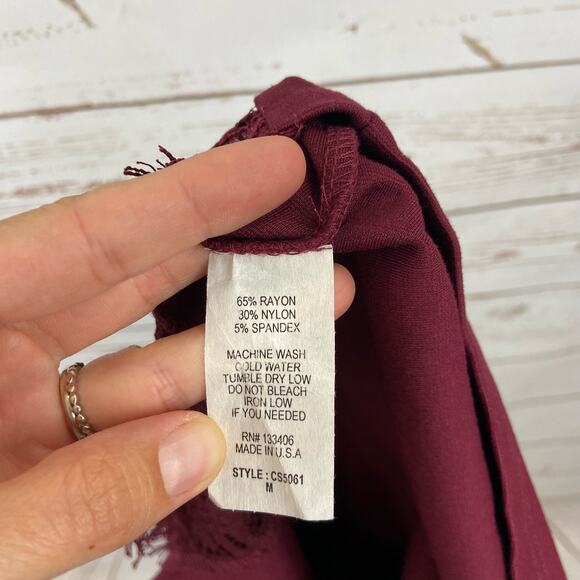 65% RAYON
30% NYLON
5% SPANDEX
MACHINE WASH
COLD WATER
TUMBLE DRY LOW
DO NOT BLEACH
IRON LOW
IF YOU NEEDED
RN# 133406
MADE IN U.S.A
STYLE : CS5061
M